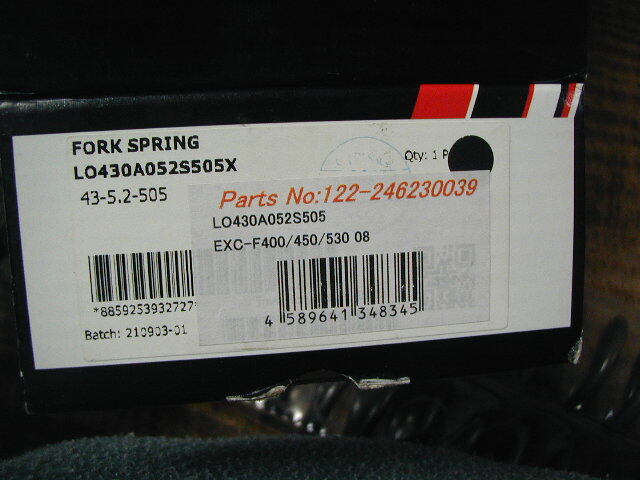 FORK SPRING
LO430A052S505X
43-5.2-505
Qty: 1 P
Parts No:122-246230039
LO430A052S505
EXC-F400/450/530 08
*8859253932727
4 589641 348345
Batch: 210903-01